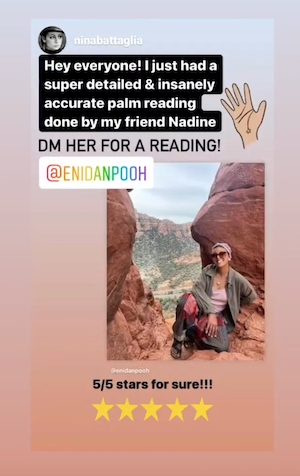 ninabattaglia
Hey everyone! I just had a
super detailed & insanely
accurate palm reading
done by my friend Nadine
DM HER FOR A READING!
@ENIDANPOOH
@enidanpooh
5/5 stars for sure!!!